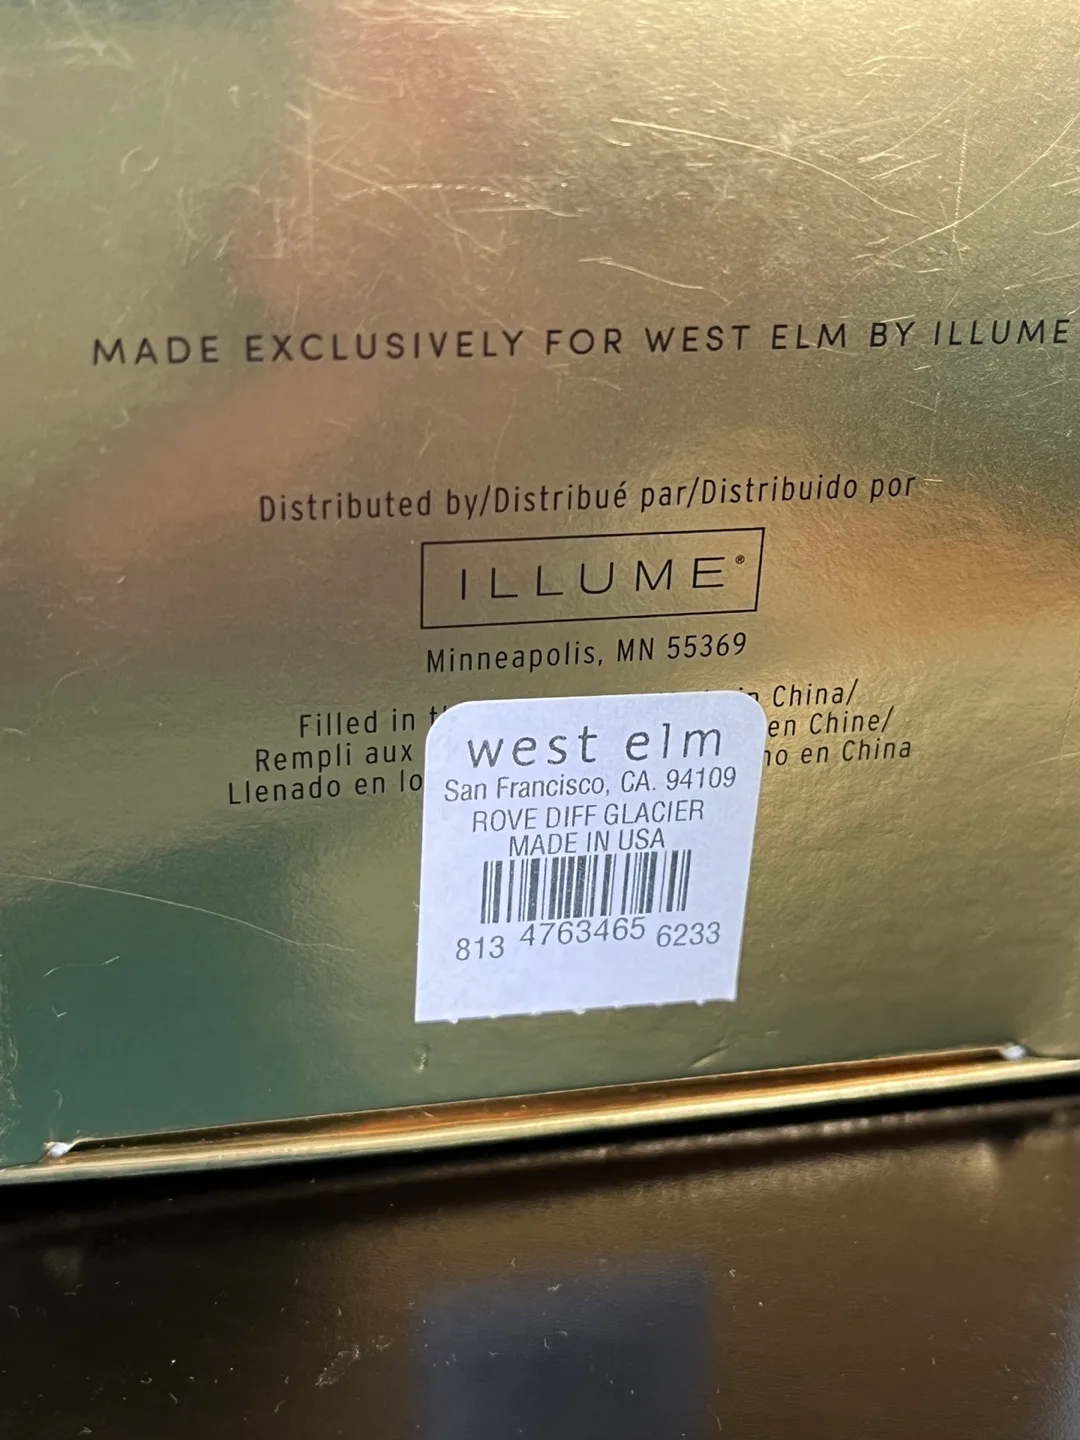 MADE EXCLUSIVELY FOR WEST ELM BY ILLUME
Distributed by/Distribué par/Distribuido por
ILLUME®
Minneapolis, MN 55369
Filled in China/
Rempli aux en Chine/
Llenado en en China
west elm
San Francisco, CA. 94109
ROVE DIFF GLACIER
MADE IN USA
813 4763465 6233